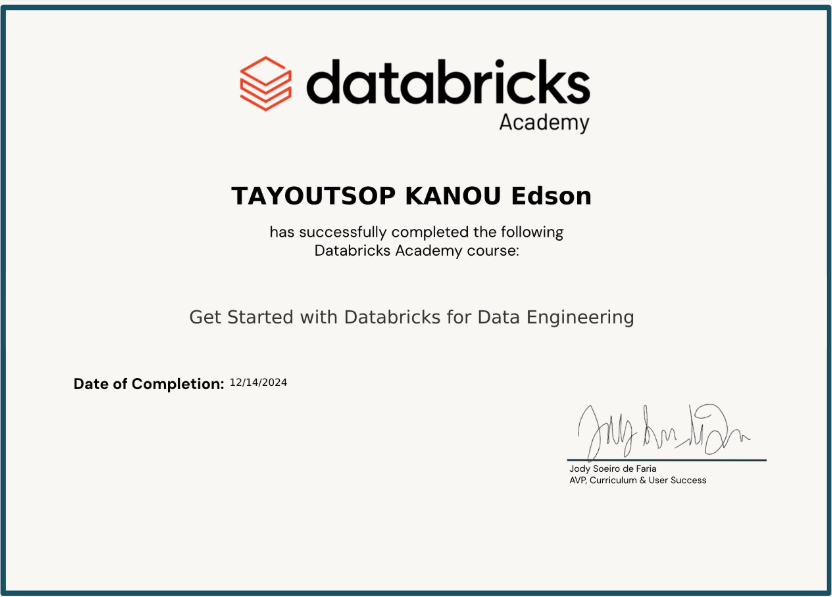 databricks
Academy
TAYOUTSOP KANOU Edson
has successfully completed the following
Databricks Academy course:
Get Started with Databricks for Data Engineering
Date of Completion: 12/14/2024
Jody Soeiro de Faria
AVP, Curriculum & User Success